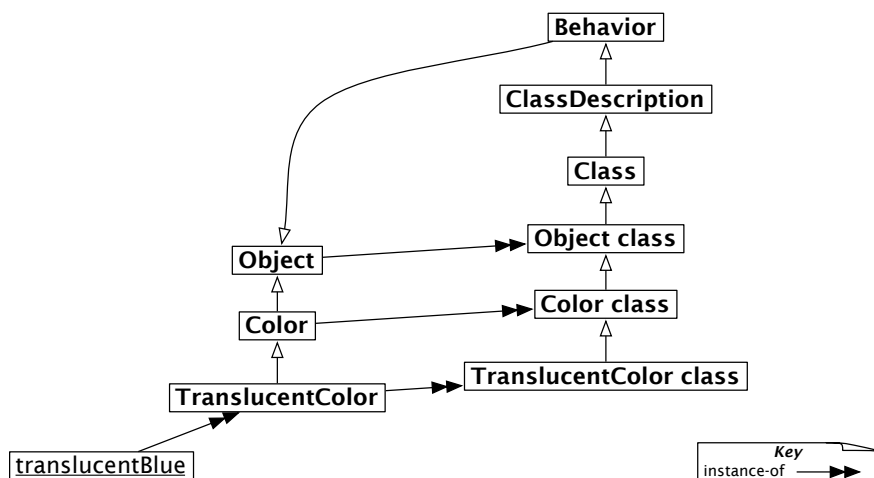 Behavior
ClassDescription
Class
Object class
Object
Color class
Color
TranslucentColor class
TranslucentColor
translucentBlue
Key
instance-of